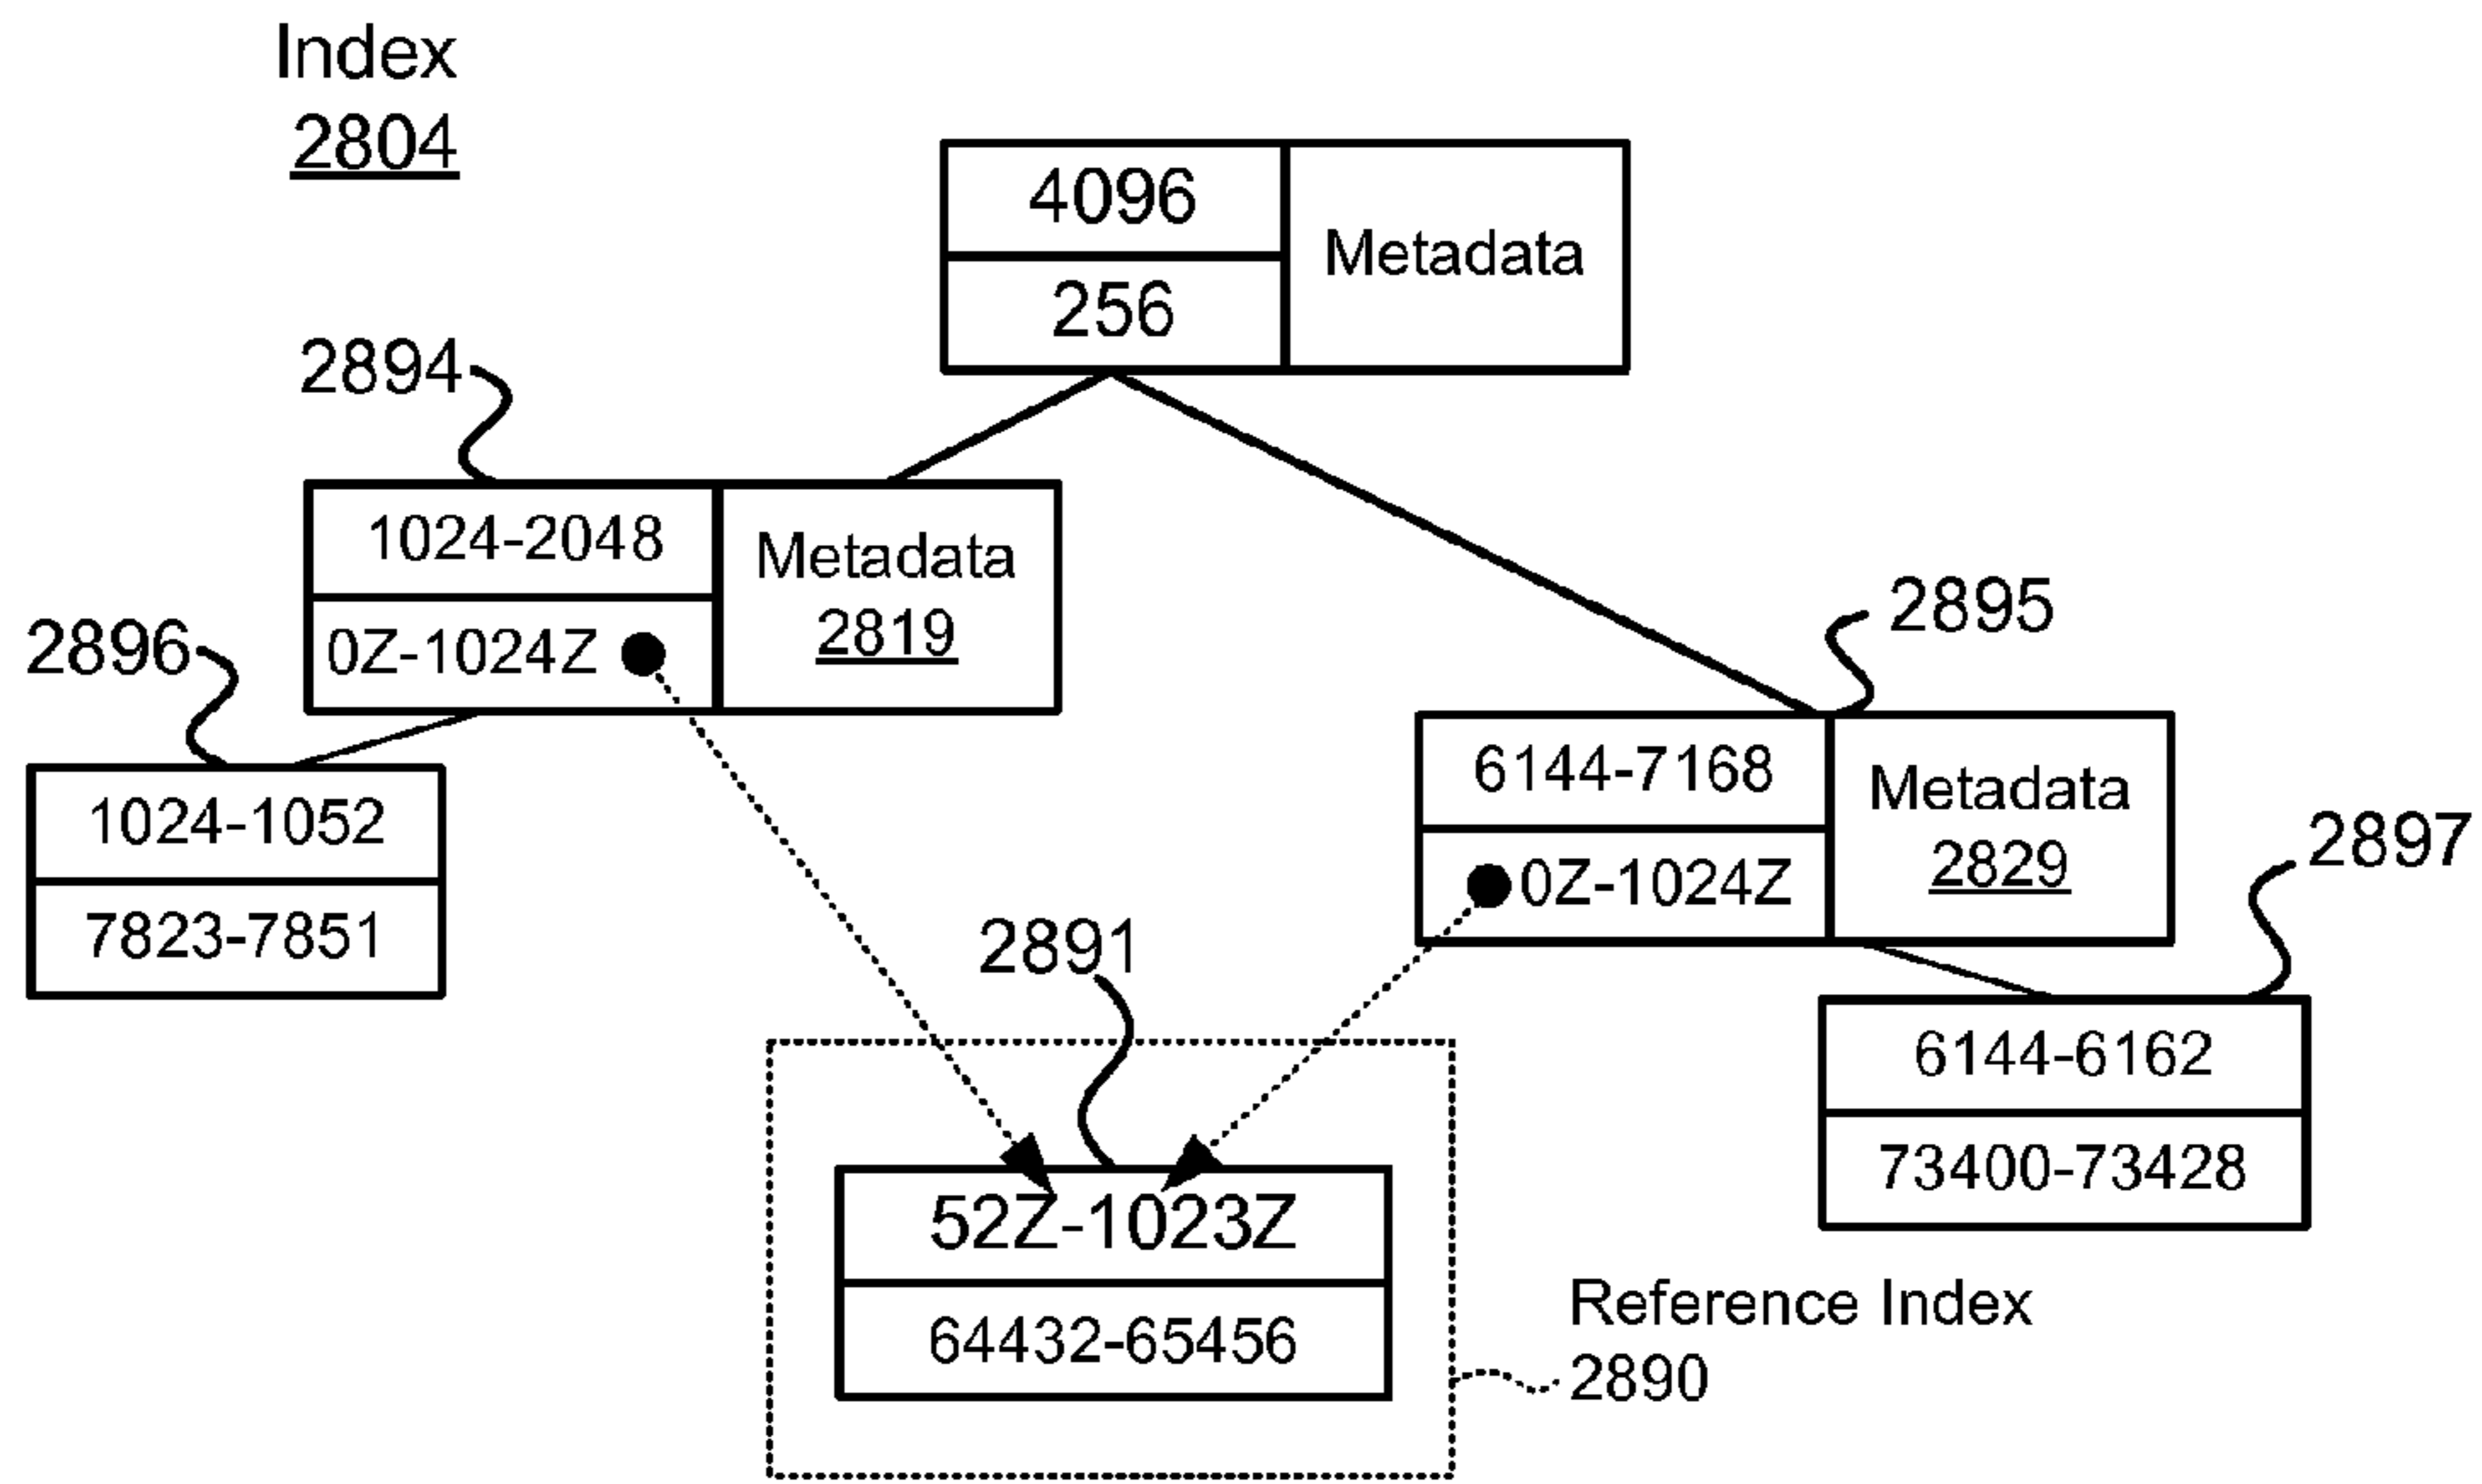 Index
2804
4096
256
Metadata
2894
1024-2048
0Z-1024Z
Metadata
2819
2896
1024-1052
7823-7851
2895
6144-7168
0Z-1024Z
Metadata
2829
2897
6144-6162
73400-73428
2891
52Z-1023Z
64432-65456
Reference Index
2890